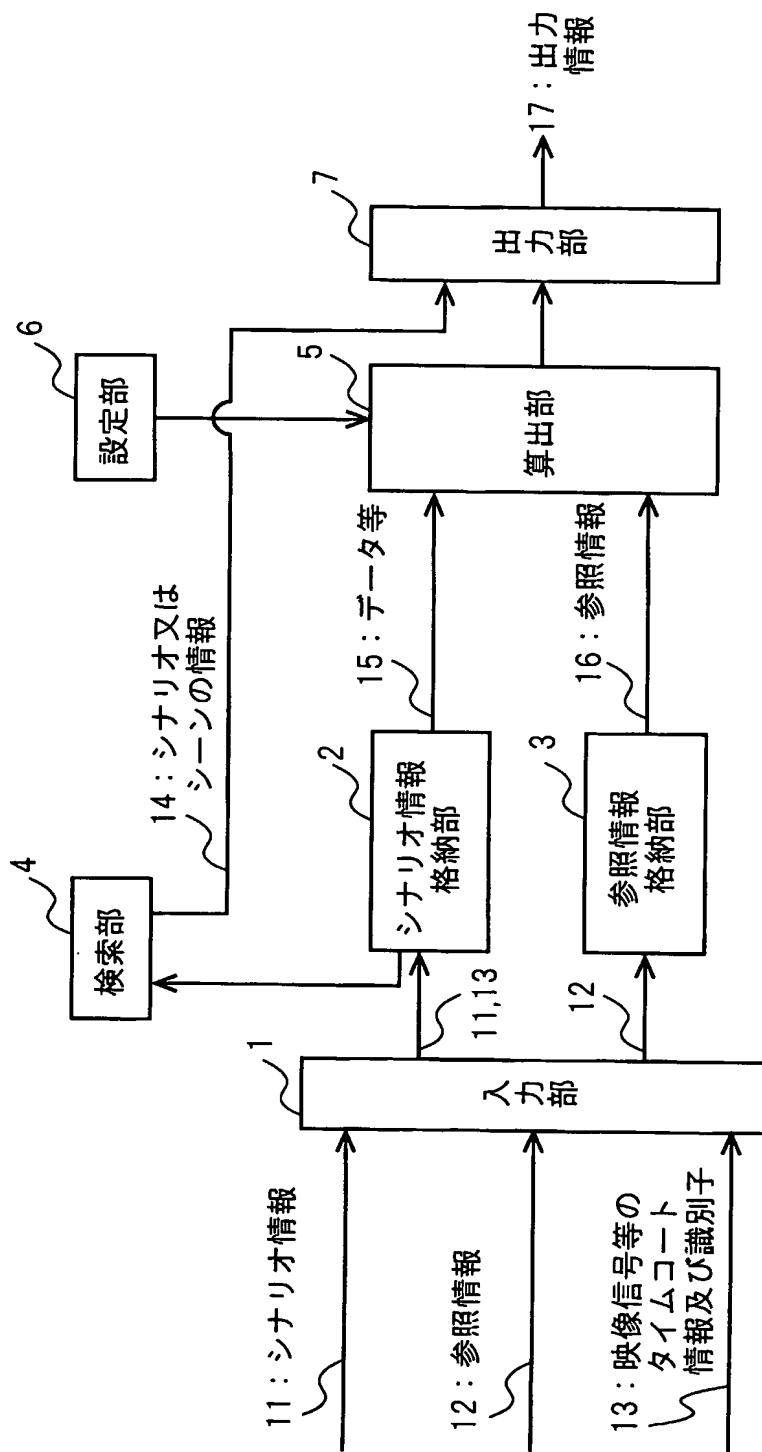 11：シナリオ情報
12：参照情報
13：映像信号等の
タイムコート
情報及び識別子
1
入力部
11,13
12
4
検索部
14：シナリオ又は
シーンの情報
2
シナリオ情報
格納部
3
参照情報
格納部
15：データ等
16：参照情報
6
設定部
5
算出部
7
出力部
17：出力
情報